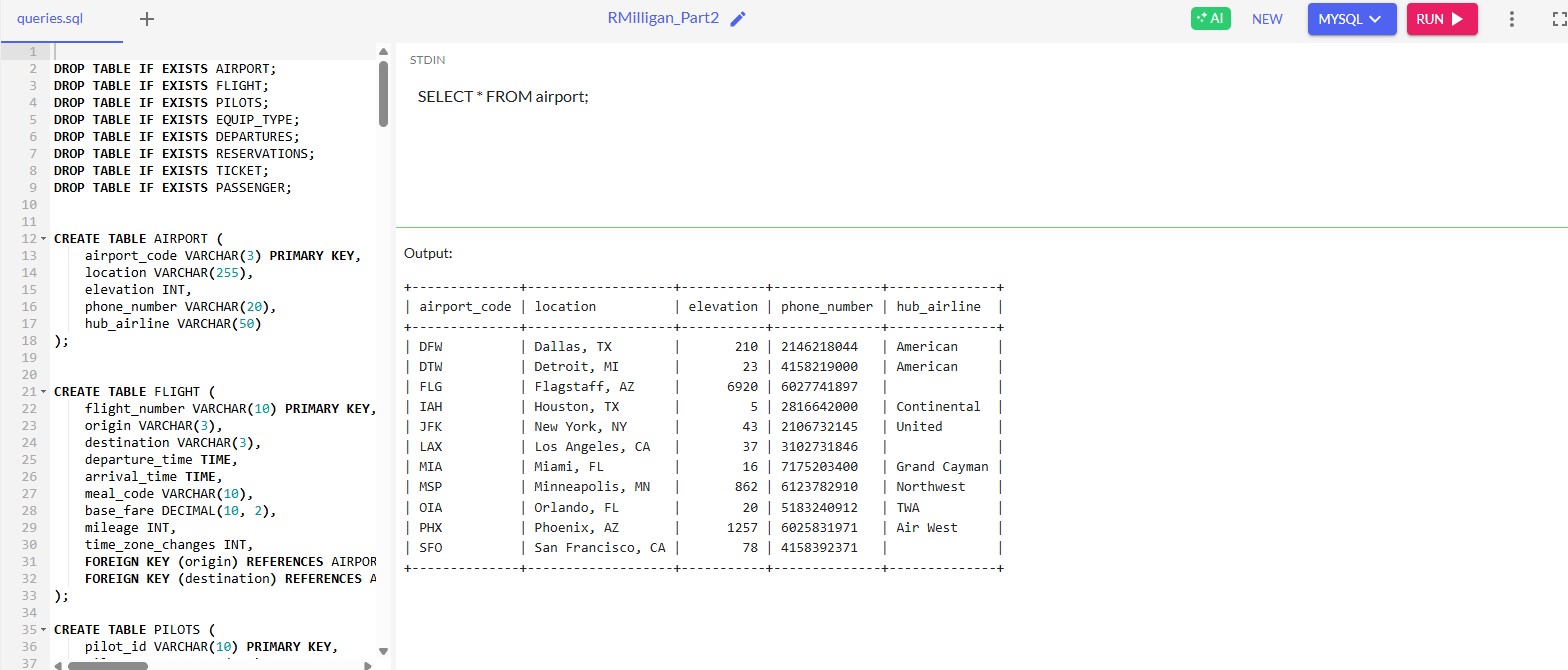 queries.sql
+
RMilligan_Part2
AI
NEW
MYSQL
RUN
1
2 DROP TABLE IF EXISTS AIRPORT;
3 DROP TABLE IF EXISTS FLIGHT;
4 DROP TABLE IF EXISTS PILOTS;
5 DROP TABLE IF EXISTS EQUIP_TYPE;
6 DROP TABLE IF EXISTS DEPARTURES;
7 DROP TABLE IF EXISTS RESERVATIONS;
8 DROP TABLE IF EXISTS TICKET;
9 DROP TABLE IF EXISTS PASSENGER;
10
11
12 CREATE TABLE AIRPORT (
13     airport_code VARCHAR(3) PRIMARY KEY,
14     location VARCHAR(255),
15     elevation INT,
16     phone_number VARCHAR(20),
17     hub_airline VARCHAR(50)
18 );
19
20
21 CREATE TABLE FLIGHT (
22     flight_number VARCHAR(10) PRIMARY KEY,
23     origin VARCHAR(3),
24     destination VARCHAR(3),
25     departure_time TIME,
26     arrival_time TIME,
27     meal_code VARCHAR(10),
28     base_fare DECIMAL(10, 2),
29     mileage INT,
30     time_zone_changes INT,
31     FOREIGN KEY (origin) REFERENCES AIRPOR
32     FOREIGN KEY (destination) REFERENCES A
33 );
34
35 CREATE TABLE PILOTS (
36     pilot_id VARCHAR(10) PRIMARY KEY,
37
STDIN
SELECT * FROM airport;
Output:
+--------------+-------------------+-----------+--------------+--------------+
| airport_code | location          | elevation | phone_number | hub_airline  |
+--------------+-------------------+-----------+--------------+--------------+
| DFW          | Dallas, TX        |       210 | 2146218044   | American     |
| DTW          | Detroit, MI       |        23 | 4158219000   | American     |
| FLG          | Flagstaff, AZ     |      6920 | 6027741897   |              |
| IAH          | Houston, TX       |         5 | 2816642000   | Continental  |
| JFK          | New York, NY      |        43 | 2106732145   | United       |
| LAX          | Los Angeles, CA   |        37 | 3102731846   |              |
| MIA          | Miami, FL         |        16 | 7175203400   | Grand Cayman |
| MSP          | Minneapolis, MN   |       862 | 6123782910   | Northwest    |
| OIA          | Orlando, FL       |        20 | 5183240912   | TWA          |
| PHX          | Phoenix, AZ       |      1257 | 6025831971   | Air West     |
| SFO          | San Francisco, CA |        78 | 4158392371   |              |
+--------------+-------------------+-----------+--------------+--------------+